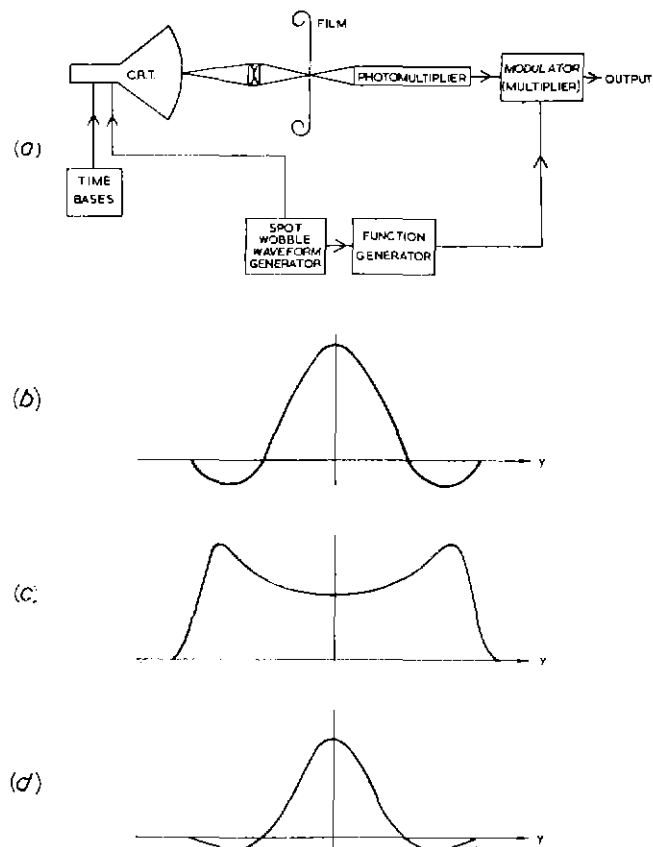 FILM
C.R.T.
PHOTOMULTIPLIER
MODULATOR
(MULTIPLIER)
OUTPUT
(a)
TIME
BASES
SPOT
WOBBLE
WAVEFORM
GENERATOR
FUNCTION
GENERATOR
(b)
y
(c)
y
(d)
y